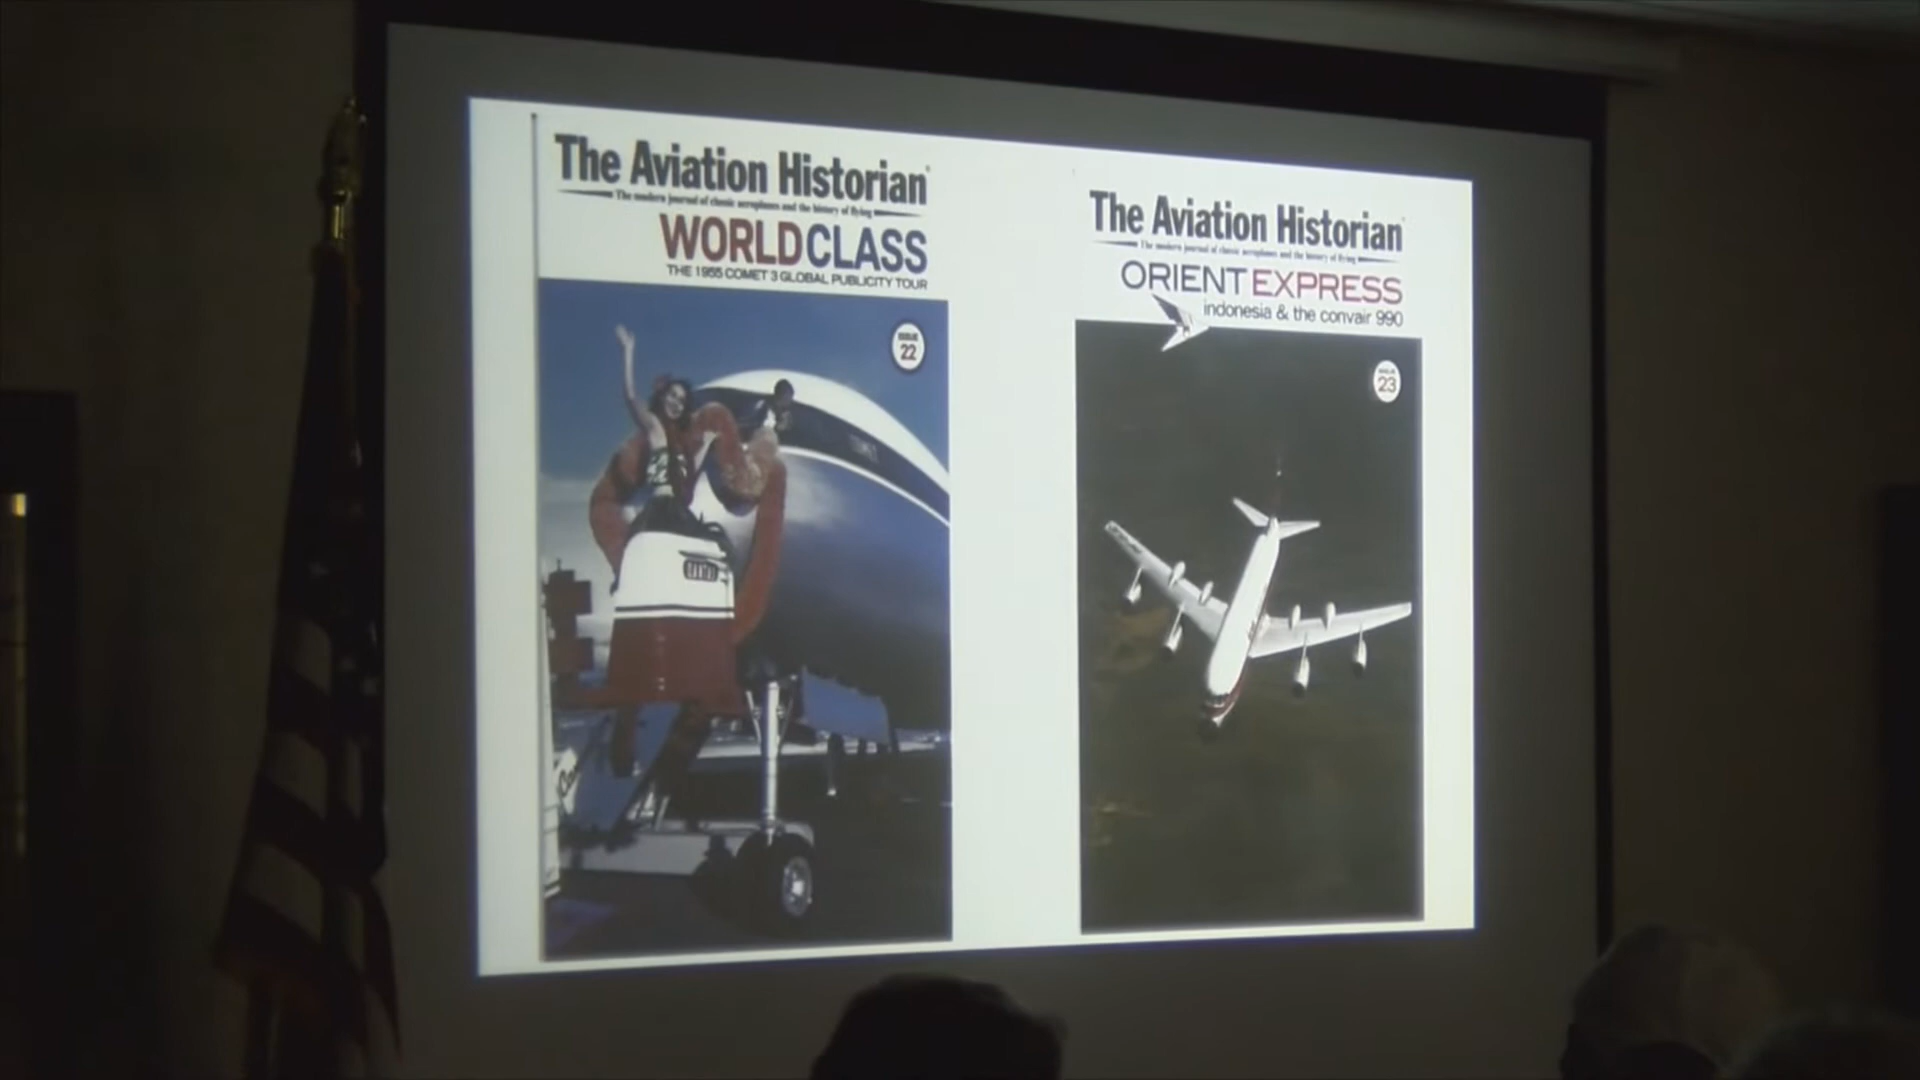 The Aviation Historian
The modern journal of classic aeroplanes and the history of flying
WORLDCLASS
THE 1955 COMET 3 GLOBAL PUBLICITY TOUR
ISSUE
22
The Aviation Historian
The modern journal of classic aeroplanes and the history of flying
ORIENT EXPRESS
indonesia & the convair 990
ISSUE
23